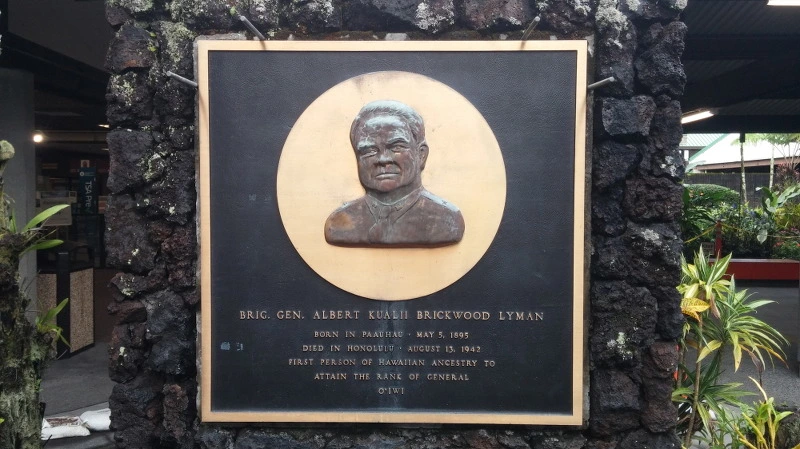 BRIG. GEN. ALBERT KUALII BRICKWOOD LYMAN
BORN IN PAAUHAU · MAY 5, 1895
DIED IN HONOLULU · AUGUST 13, 1942
FIRST PERSON OF HAWAIIAN ANCESTRY TO
ATTAIN THE RANK OF GENERAL
O'IWI